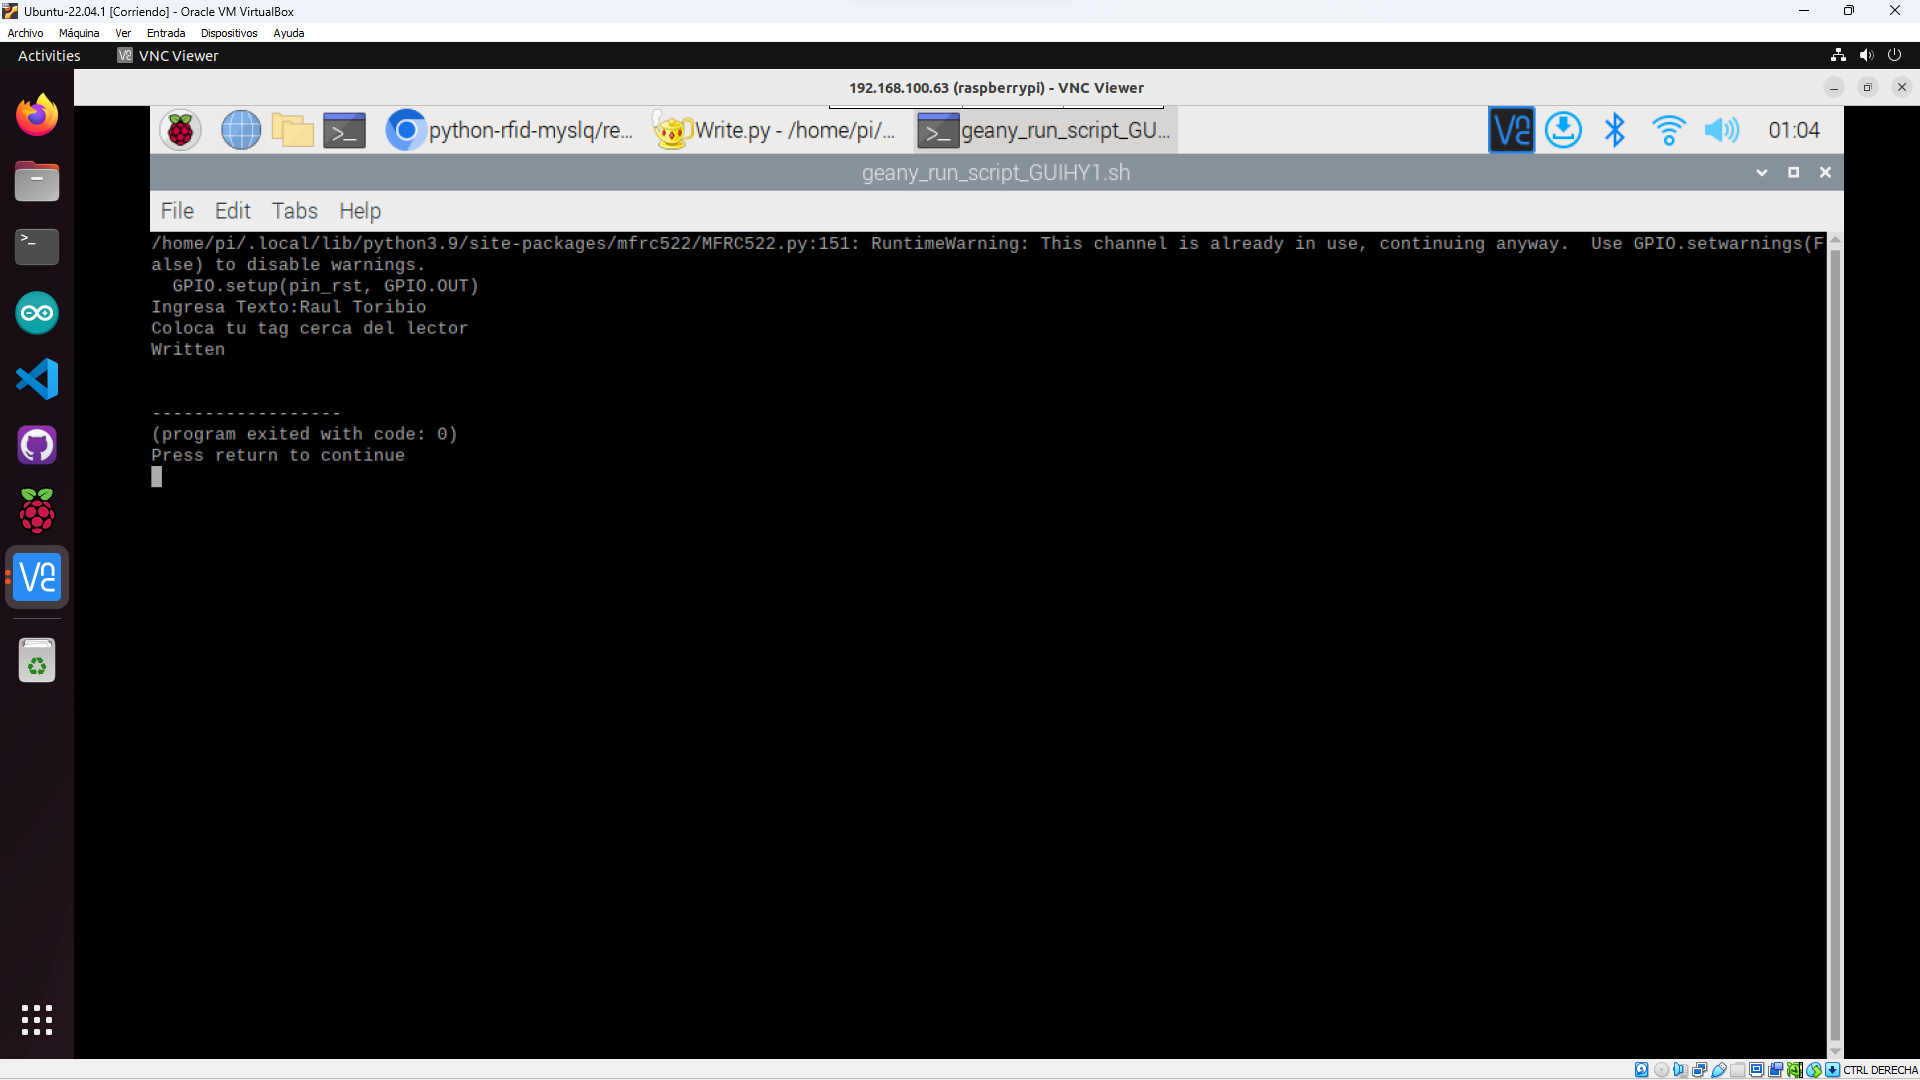 Ubuntu-22.04.1 [Corriendo] - Oracle VM VirtualBox
Archivo Máquina Ver Entrada Dispositivos Ayuda
Activities VNC Viewer
192.168.100.63 (raspberrypi) - VNC Viewer
python-rfid-myslq/re... Write.py - /home/pi/... geany_run_script_GU... 01:04
geany_run_script_GUIHY1.sh
File Edit Tabs Help
/home/pi/.local/lib/python3.9/site-packages/mfrc522/MFRC522.py:151: RuntimeWarning: This channel is already in use, continuing anyway.  Use GPIO.setwarnings(F
alse) to disable warnings.
  GPIO.setup(pin_rst, GPIO.OUT)
Ingresa Texto:Raul Toribio
Coloca tu tag cerca del lector
Written
------------------
(program exited with code: 0)
Press return to continue
CTRL DERECHA